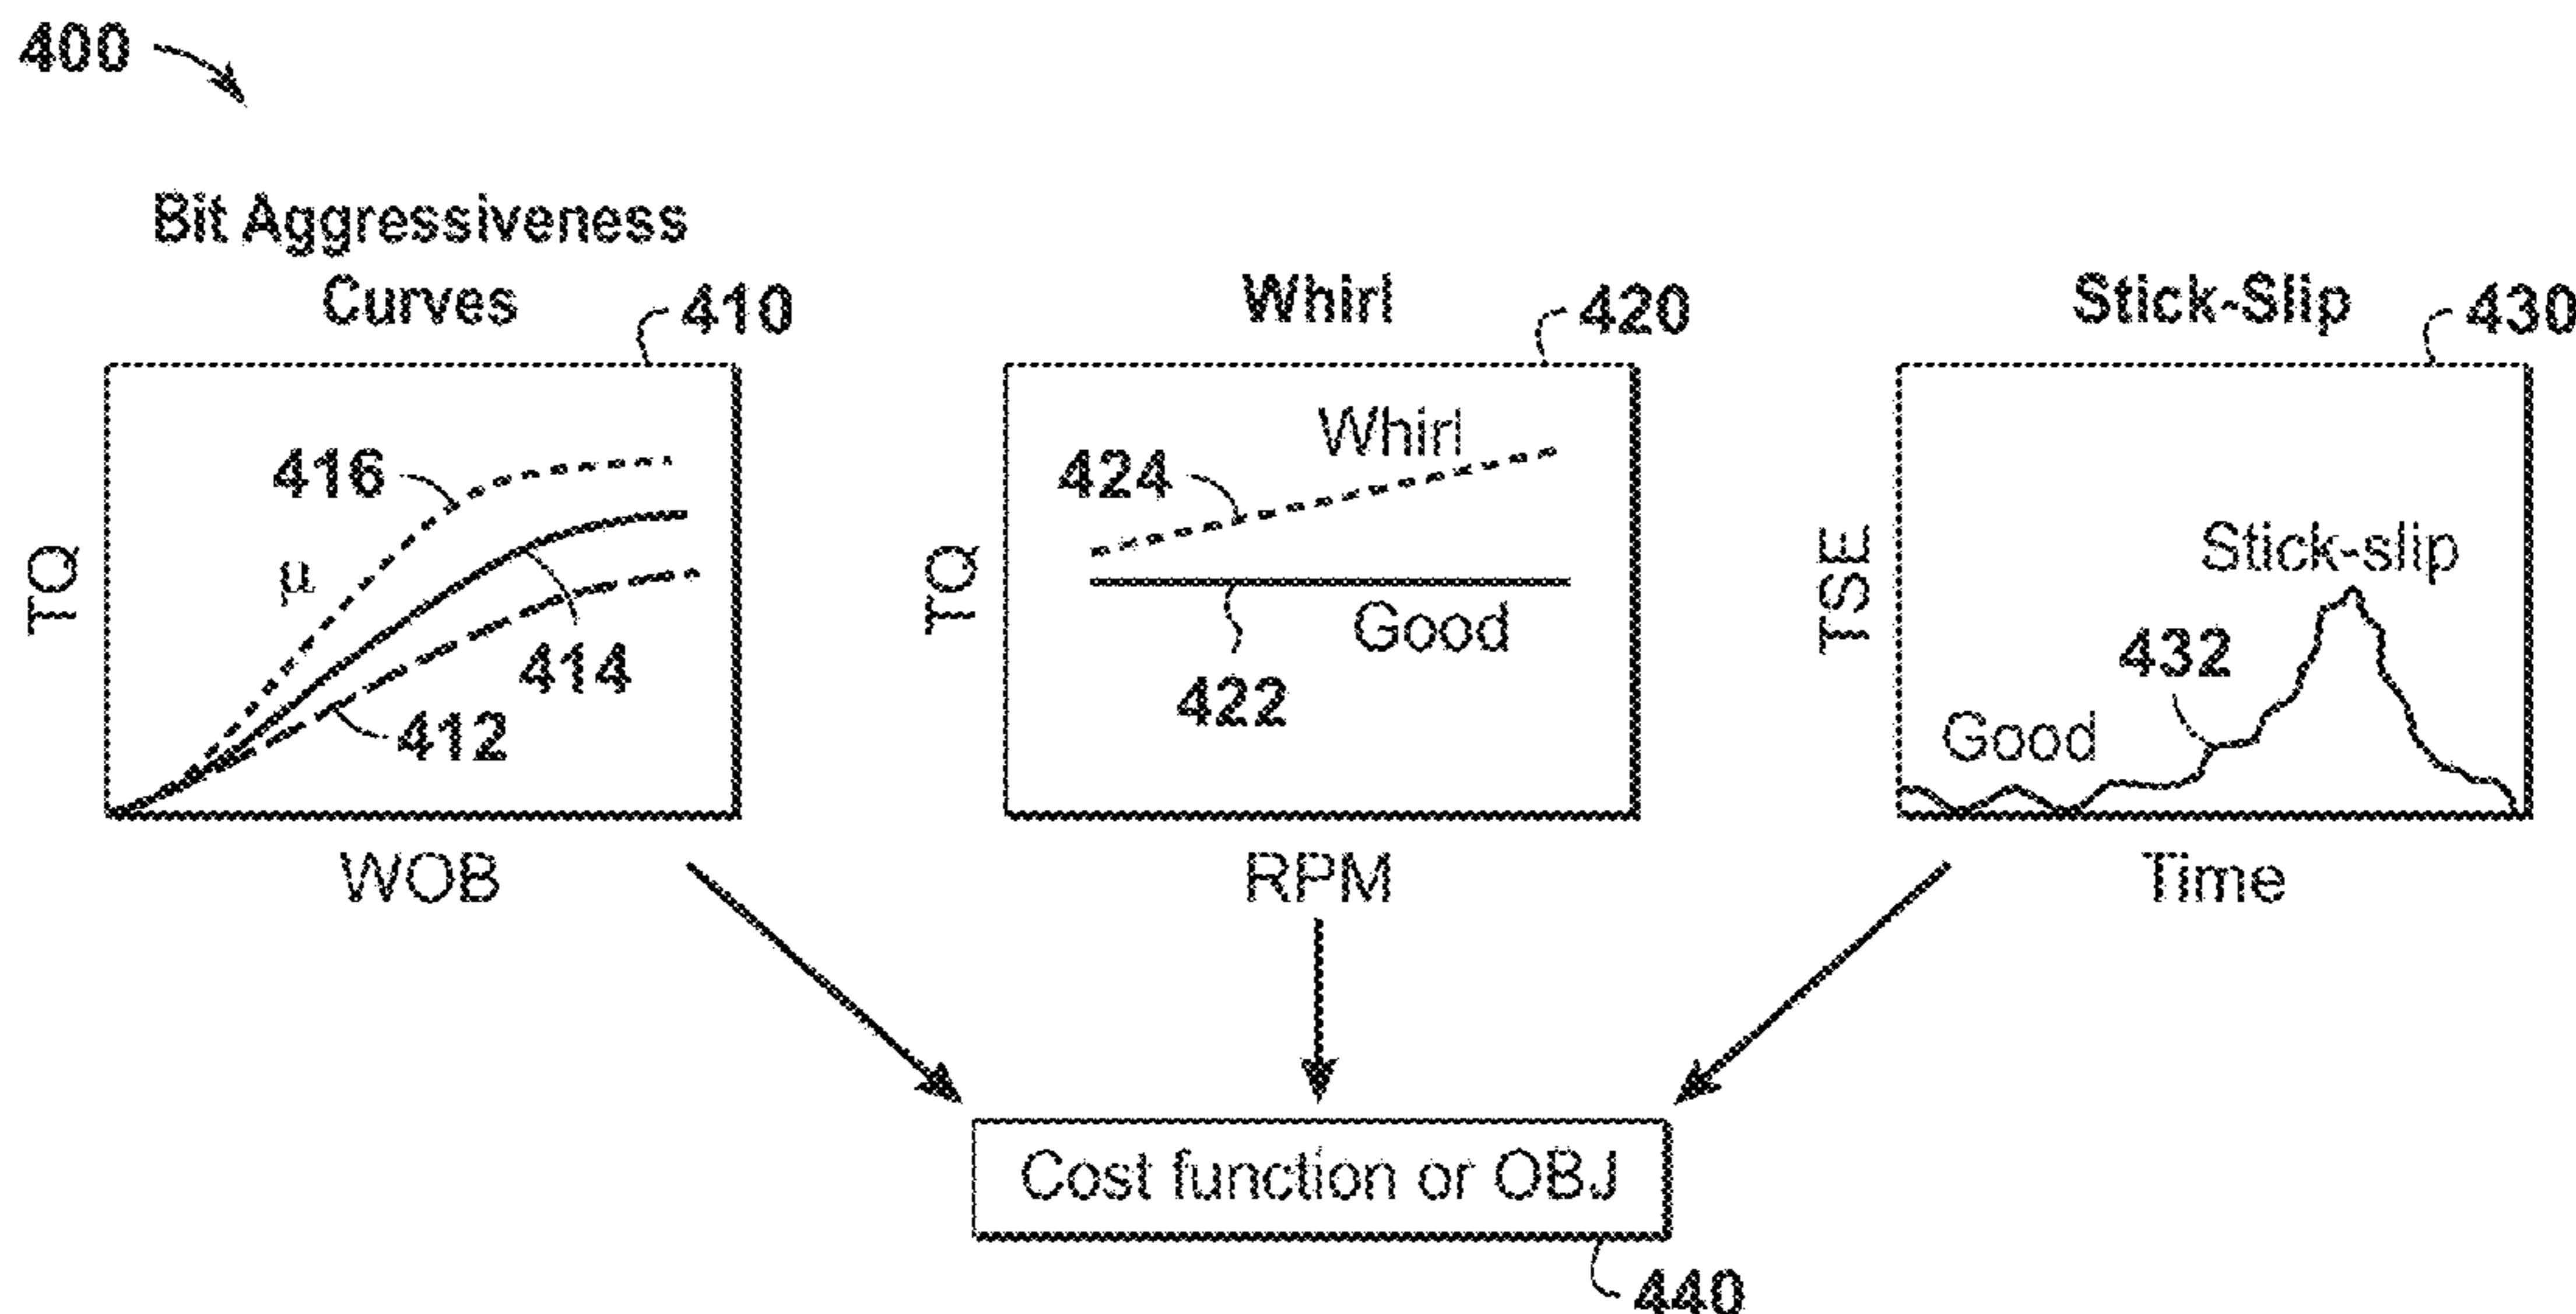 400
Bit Aggressiveness
Curves
410
TQ
416
μ
414
412
WOB
Whirl
420
TQ
Whirl
424
Good
422
RPM
Stick-Slip
430
TSE
Stick-slip
432
Good
Time
Cost function or OBJ
440